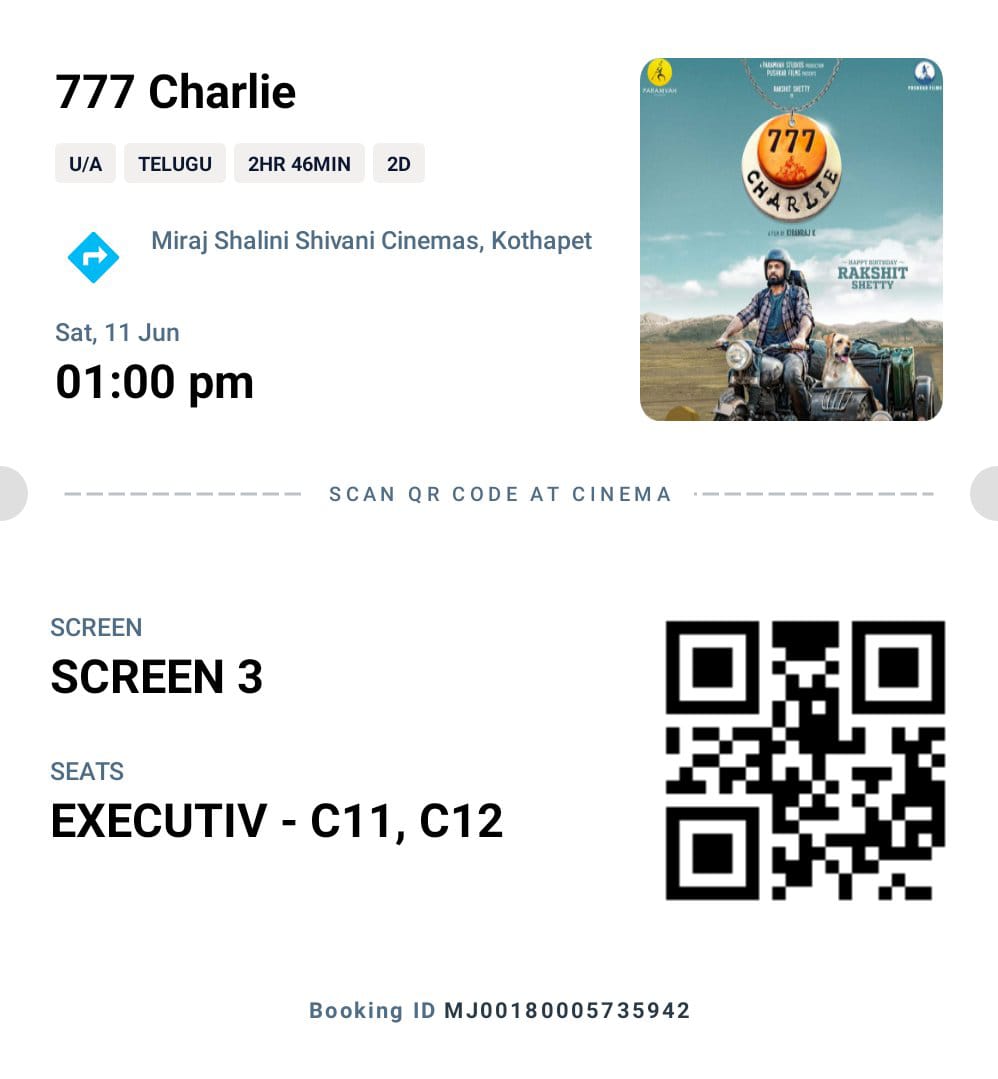 777 Charlie
U/A TELUGU 2HR 46MIN 2D
Miraj Shalini Shivani Cinemas, Kothapet
Sat, 11 Jun
01:00 pm
A PARAMVAH STUDIOS PRODUCTION
PUSHKAR FILMS PRESENTS
RAKSHIT SHETTY
IN
PARAMVAH
PUSHKAR FILMS
777
CHARLIE
A FILM BY KIRANRAJ K
HAPPY BIRTHDAY
RAKSHIT
SHETTY
SCAN QR CODE AT CINEMA
SCREEN
SCREEN 3
SEATS
EXECUTIV - C11, C12
Booking ID MJ00180005735942